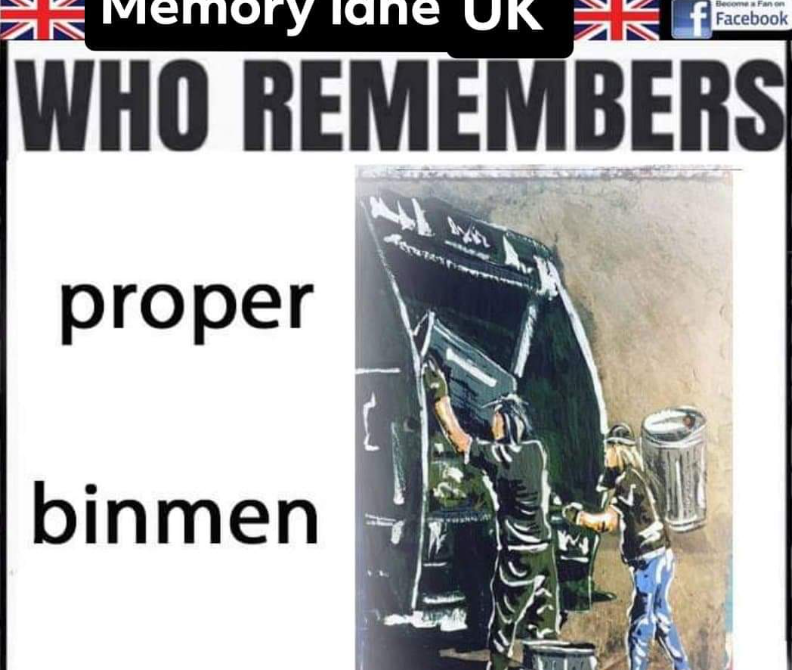 Memory lane UK
Become a Fan on
Facebook
WHO REMEMBERS
proper
binmen